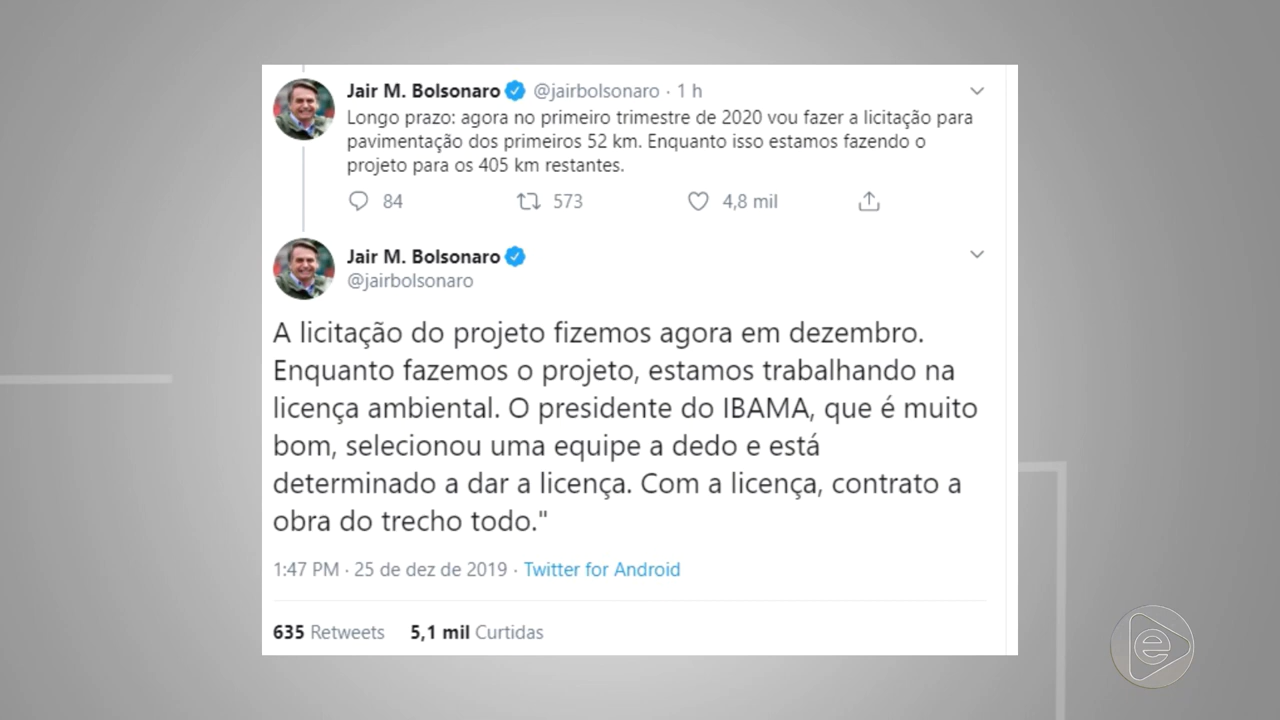 Jair M. Bolsonaro @jairbolsonaro · 1 h
Longo prazo: agora no primeiro trimestre de 2020 vou fazer a licitação para
pavimentação dos primeiros 52 km. Enquanto isso estamos fazendo o
projeto para os 405 km restantes.
84 573 4,8 mil
Jair M. Bolsonaro
@jairbolsonaro
A licitação do projeto fizemos agora em dezembro.
Enquanto fazemos o projeto, estamos trabalhando na
licença ambiental. O presidente do IBAMA, que é muito
bom, selecionou uma equipe a dedo e está
determinado a dar a licença. Com a licença, contrato a
obra do trecho todo."
1:47 PM · 25 de dez de 2019 · Twitter for Android
635 Retweets 5,1 mil Curtidas
e